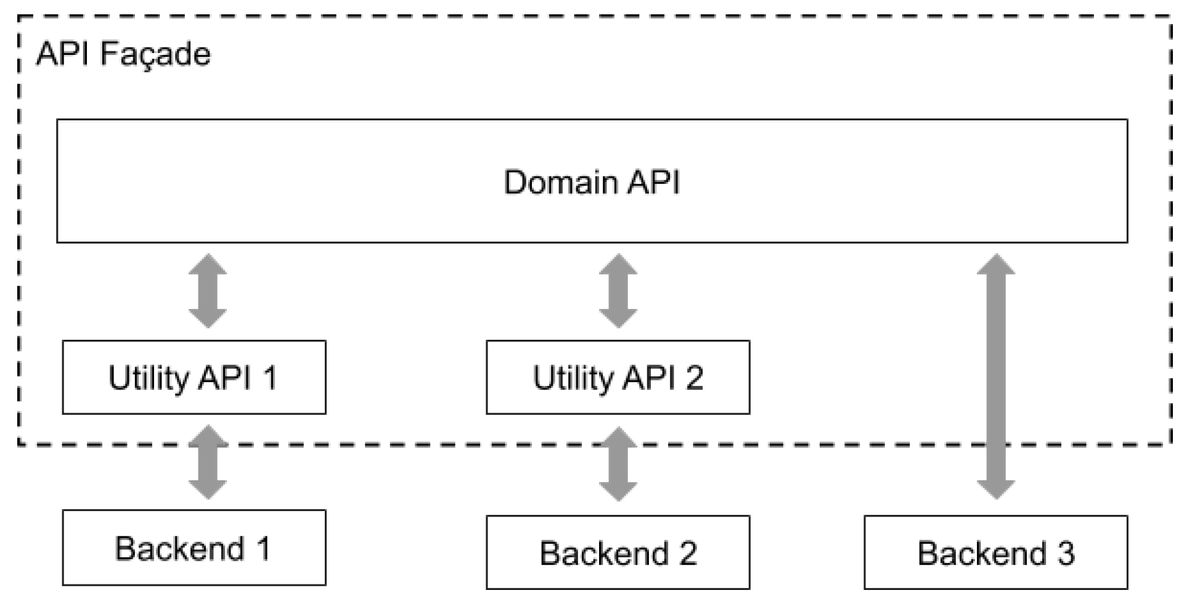 API Façade
Domain API
Utility API 1
Utility API 2
Backend 1
Backend 2
Backend 3